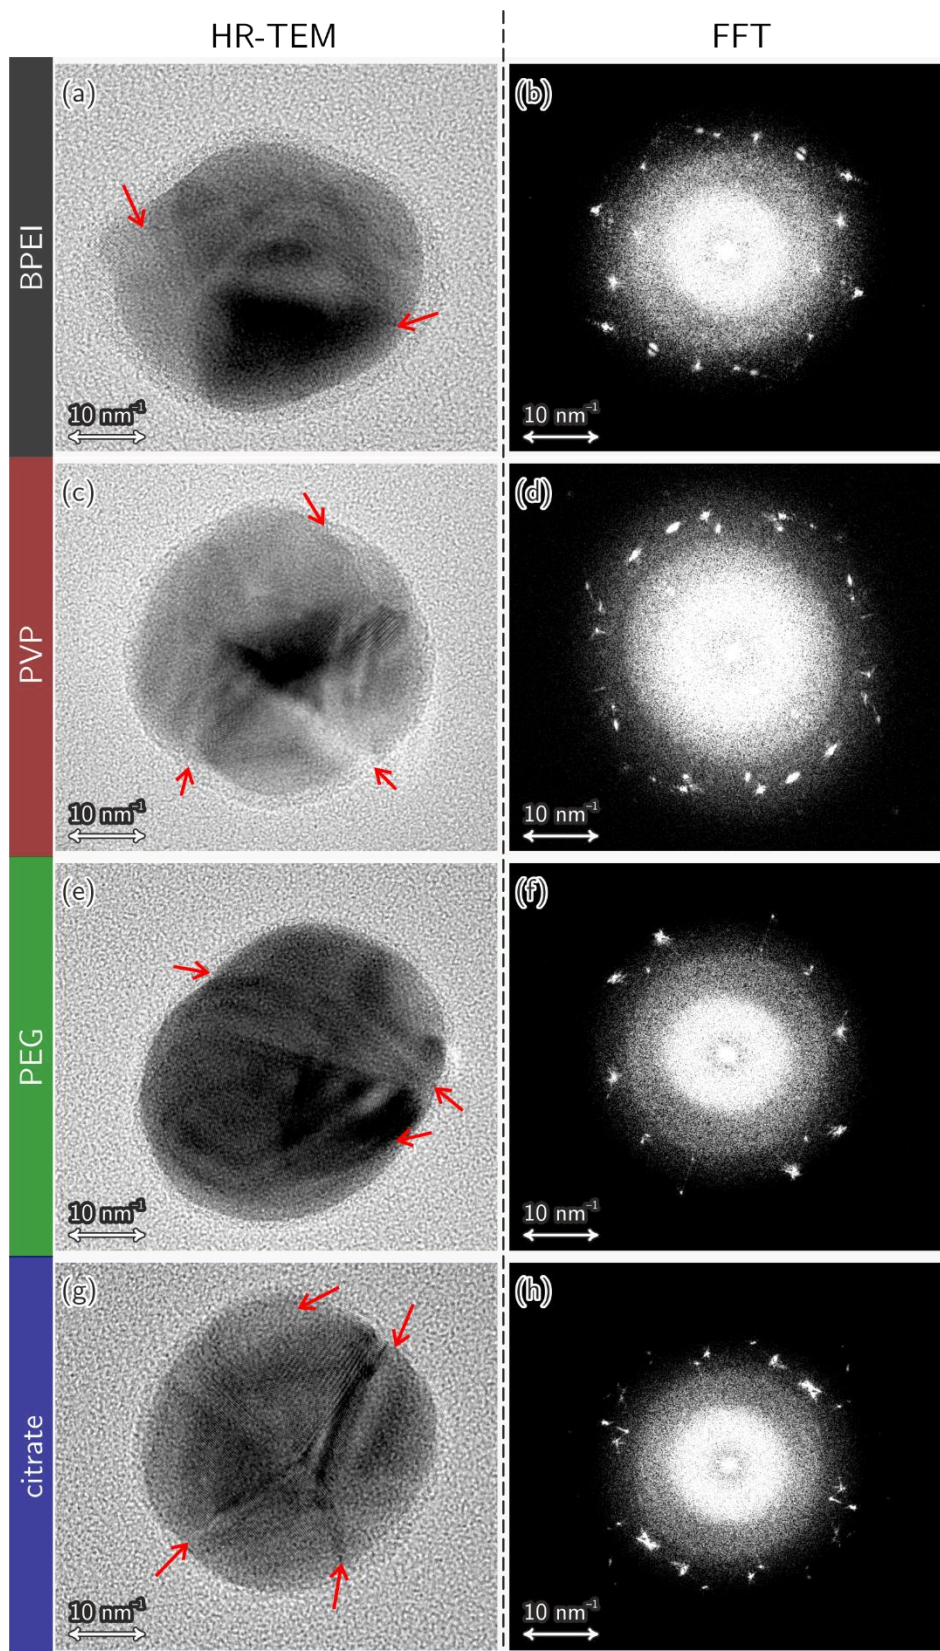 HR-TEM FFT
BPEI
(a)
10 nm⁻¹
(b)
10 nm⁻¹
PVP
(c)
10 nm⁻¹
(d)
10 nm⁻¹
PEG
(e)
10 nm⁻¹
(f)
10 nm⁻¹
citrate
(g)
10 nm⁻¹
(h)
10 nm⁻¹